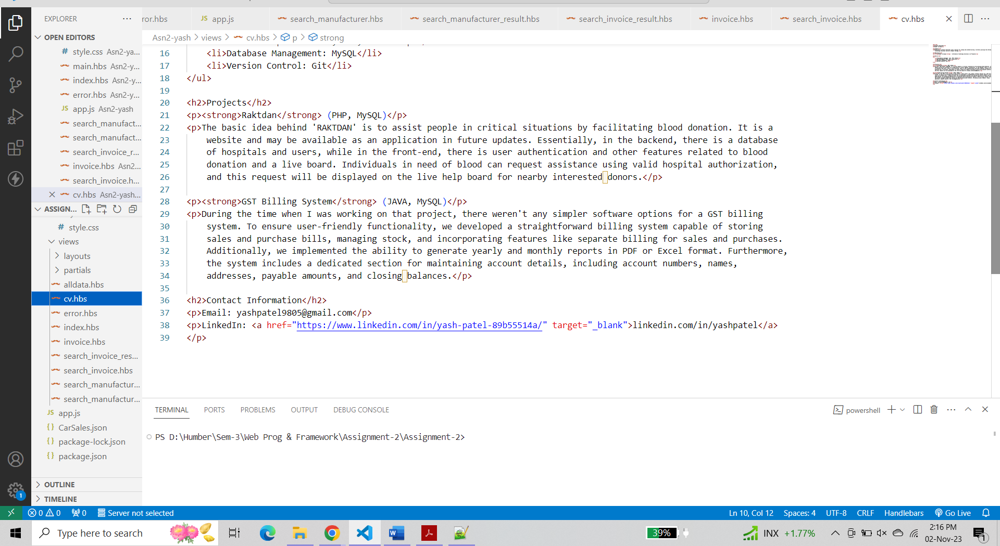 EXPLORER
ror.hbs
app.js
search_manufacturer.hbs
search_manufacturer_result.hbs
search_invoice_result.hbs
invoice.hbs
search_invoice.hbs
cv.hbs
OPEN EDITORS
style.css Asn2-ya...
main.hbs Asn2-y...
index.hbs Asn2-y...
error.hbs Asn2-y...
app.js Asn2-yash
search_manufact...
search_manufact...
search_invoice_r...
invoice.hbs Asn2...
search_invoice.h...
cv.hbs Asn2-yash...
ASSIGN...
style.css
views
layouts
partials
alldata.hbs
cv.hbs
error.hbs
index.hbs
invoice.hbs
search_invoice_res...
search_invoice.hbs
search_manufactur...
search_manufactur...
app.js
CarSales.json
package-lock.json
package.json
OUTLINE
TIMELINE
Asn2-yash > views > cv.hbs > p > strong
16 <li>Database Management: MySQL</li>
17 <li>Version Control: Git</li>
18 </ul>
19
20 <h2>Projects</h2>
21 <p><strong>Raktdan</strong> (PHP, MySQL)</p>
22 <p>The basic idea behind 'RAKTDAN' is to assist people in critical situations by facilitating blood donation. It is a
23 website and may be available as an application in future updates. Essentially, in the backend, there is a database
24 of hospitals and users, while in the front-end, there is user authentication and other features related to blood
25 donation and a live board. Individuals in need of blood can request assistance using valid hospital authorization,
26 and this request will be displayed on the live help board for nearby interested donors.</p>
27
28 <p><strong>GST Billing System</strong> (JAVA, MySQL)</p>
29 <p>During the time when I was working on that project, there weren't any simpler software options for a GST billing
30 system. To ensure user-friendly functionality, we developed a straightforward billing system capable of storing
31 sales and purchase bills, managing stock, and incorporating features like separate billing for sales and purchases.
32 Additionally, we implemented the ability to generate yearly and monthly reports in PDF or Excel format. Furthermore,
33 the system includes a dedicated section for maintaining account details, including account numbers, names,
34 addresses, payable amounts, and closing balances.</p>
35
36 <h2>Contact Information</h2>
37 <p>Email: yashpatel9805@gmail.com</p>
38 <p>LinkedIn: <a href="https://www.linkedin.com/in/yash-patel-89b55514a/" target="_blank">linkedin.com/in/yashpatel</a>
39 </p>
TERMINAL PORTS PROBLEMS OUTPUT DEBUG CONSOLE
powershell
PS D:\Humber\Sem-3\Web Prog & Framework\Assignment-2\Assignment-2>
1
0 0 0 Server not selected
Ln 10, Col 12 Spaces: 4 UTF-8 CRLF Handlebars Go Live
Type here to search
39%
INX +1.77%
2:16 PM
02-Nov-23
1